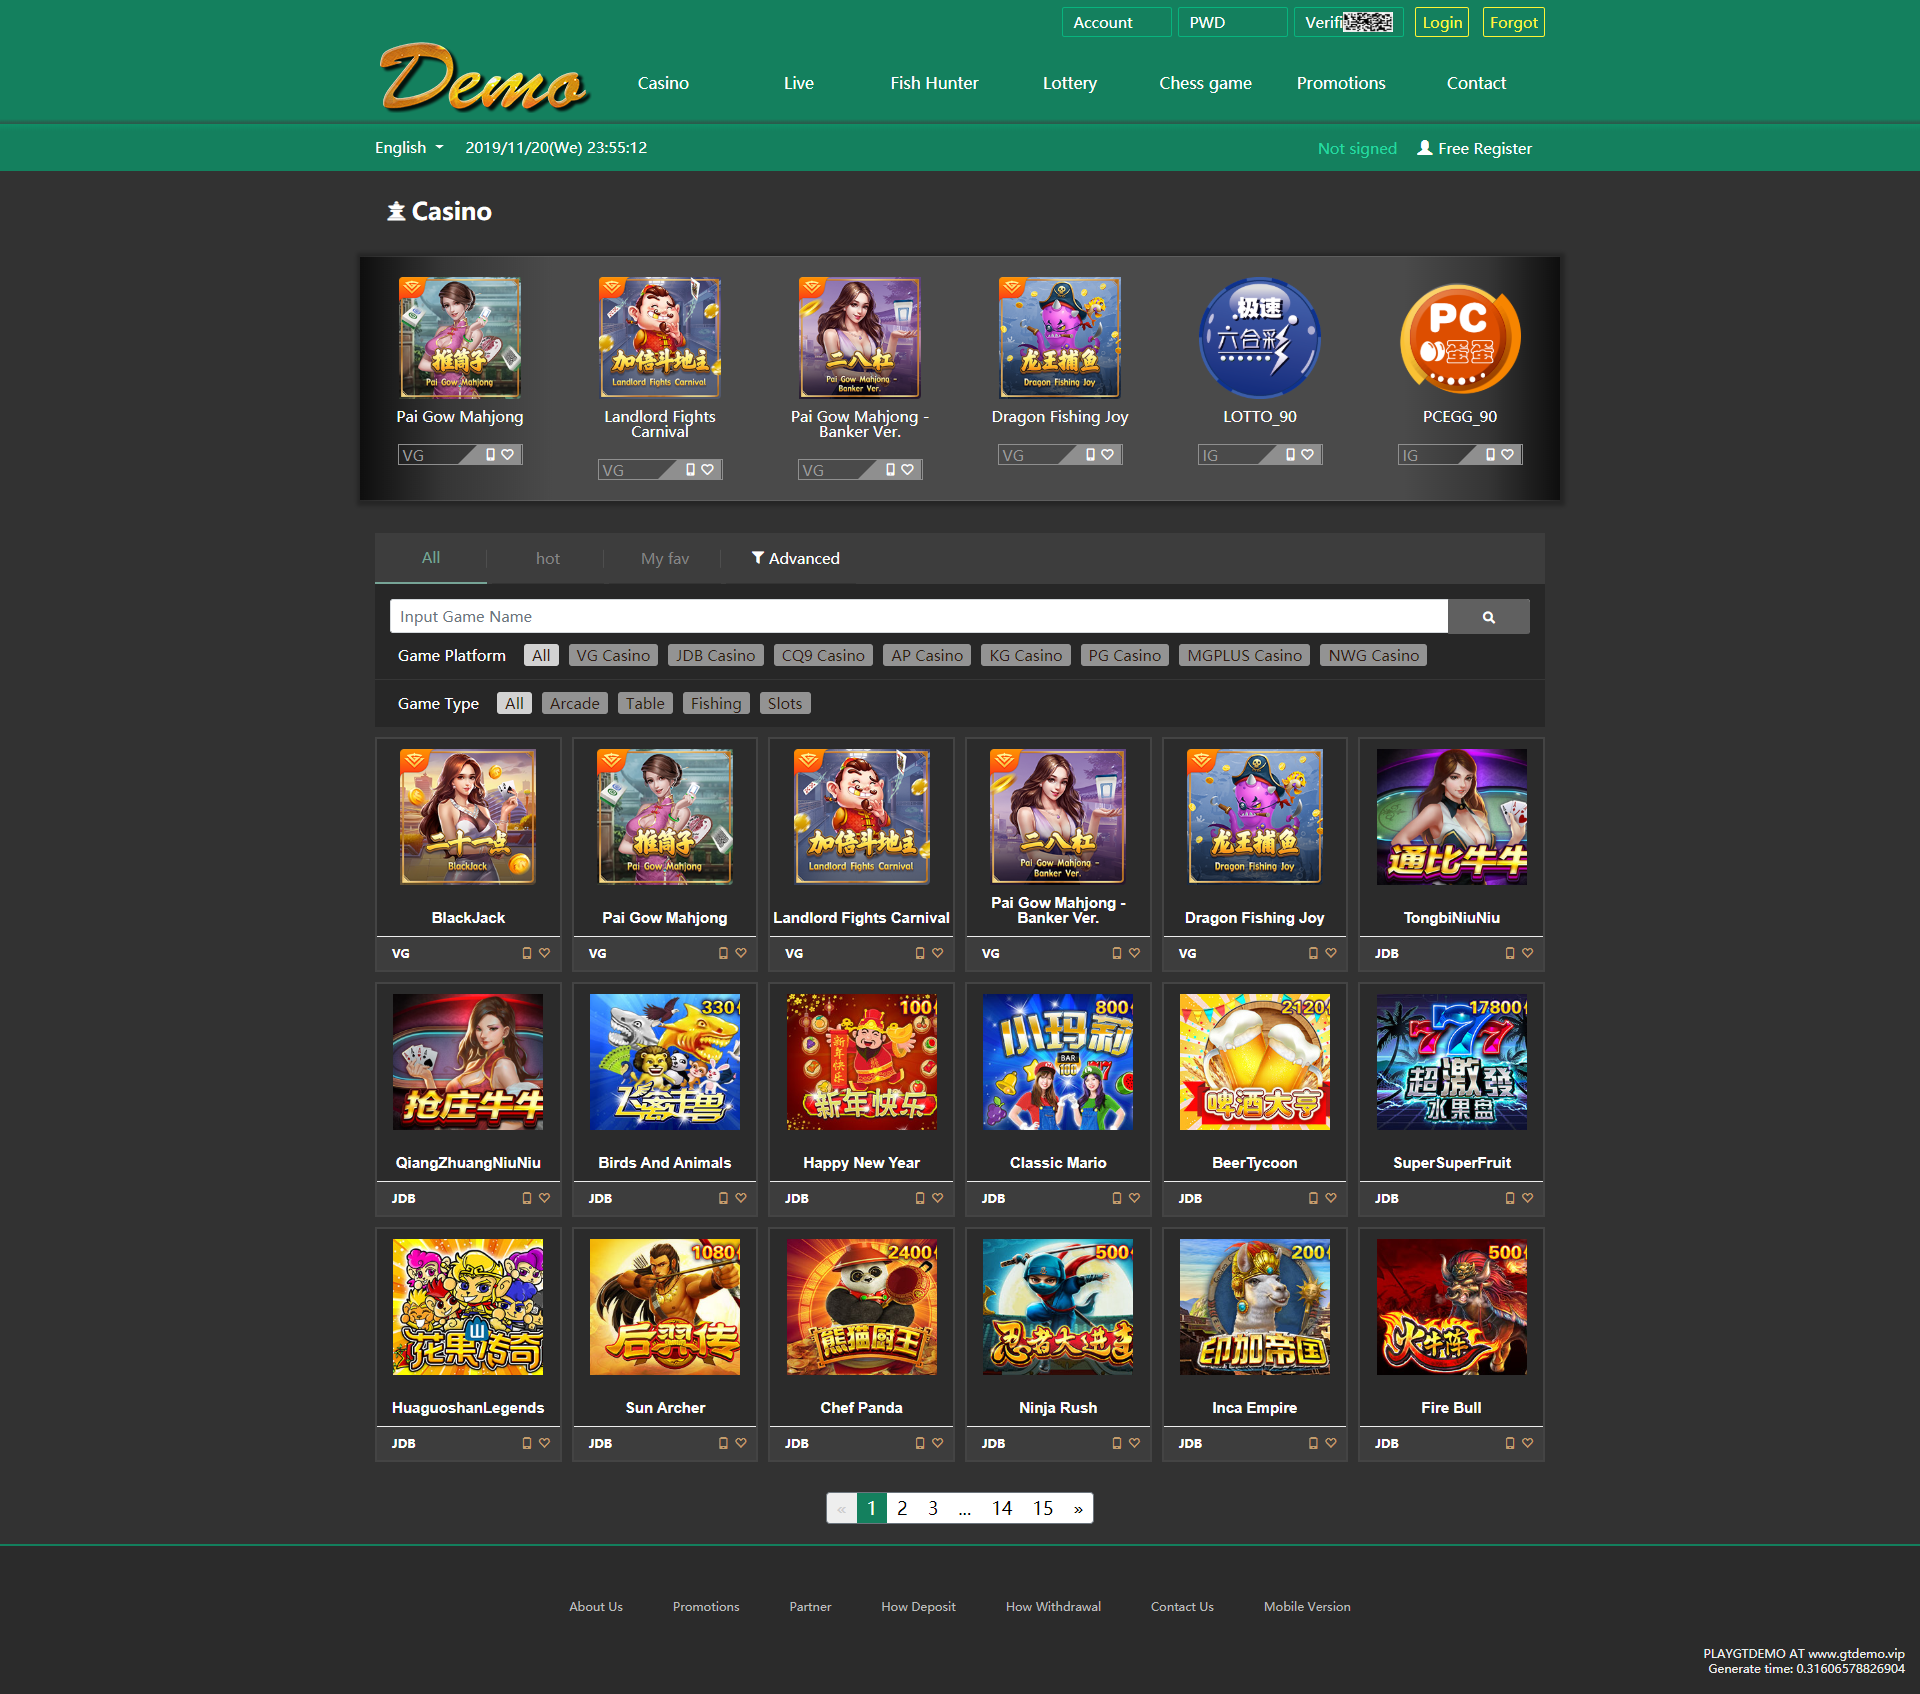 Account PWD Verifi Login Forgot
Demo
Casino Live Fish Hunter Lottery Chess game Promotions Contact
English 2019/11/20(We) 23:55:12 Not signed Free Register
Casino
推筒子
Pai Gow Mahjong
加倍斗地主
Landlord Fights Carnival
二八杠
Pai Gow Mahjong -
Banker Ver.
龙王捕鱼
Dragon Fishing Joy
极速
六合彩
PC
蛋蛋
Pai Gow Mahjong
Landlord Fights
Carnival
Pai Gow Mahjong -
Banker Ver.
Dragon Fishing Joy
LOTTO_90
PCEGG_90
VG VG VG VG IG IG
All hot My fav Advanced
Input Game Name
Game Platform All VG Casino JDB Casino CQ9 Casino AP Casino KG Casino PG Casino MGPLUS Casino NWG Casino
Game Type All Arcade Table Fishing Slots
二十一点
BlackJack
推筒子
Pai Gow Mahjong
加倍斗地主
Landlord Fights Carnival
二八杠
Pai Gow Mahjong -
Banker Ver.
龙王捕鱼
Dragon Fishing Joy
通比牛牛
BlackJack
Pai Gow Mahjong
Landlord Fights Carnival
Pai Gow Mahjong -
Banker Ver.
Dragon Fishing Joy
TongbiNiuNiu
VG VG VG VG VG JDB
抢庄牛牛
330
飞禽走兽
100
新年快乐
新年快乐
800
小玛莉
BAR
100
2120
啤酒大亨
17800
777
超激發
水果盘
QiangZhuangNiuNiu Birds And Animals Happy New Year Classic Mario BeerTycoon SuperSuperFruit
JDB JDB JDB JDB JDB JDB
山
花果传奇
1080
后羿传
2400
熊猫厨王
500
忍者大进击
200
印加帝国
500
火牛阵
HuaguoshanLegends Sun Archer Chef Panda Ninja Rush Inca Empire Fire Bull
JDB JDB JDB JDB JDB JDB
« 1 2 3 ... 14 15 »
About Us Promotions Partner How Deposit How Withdrawal Contact Us Mobile Version
PLAYGTDEMO AT www.gtdemo.vip
Generate time: 0.31606578826904